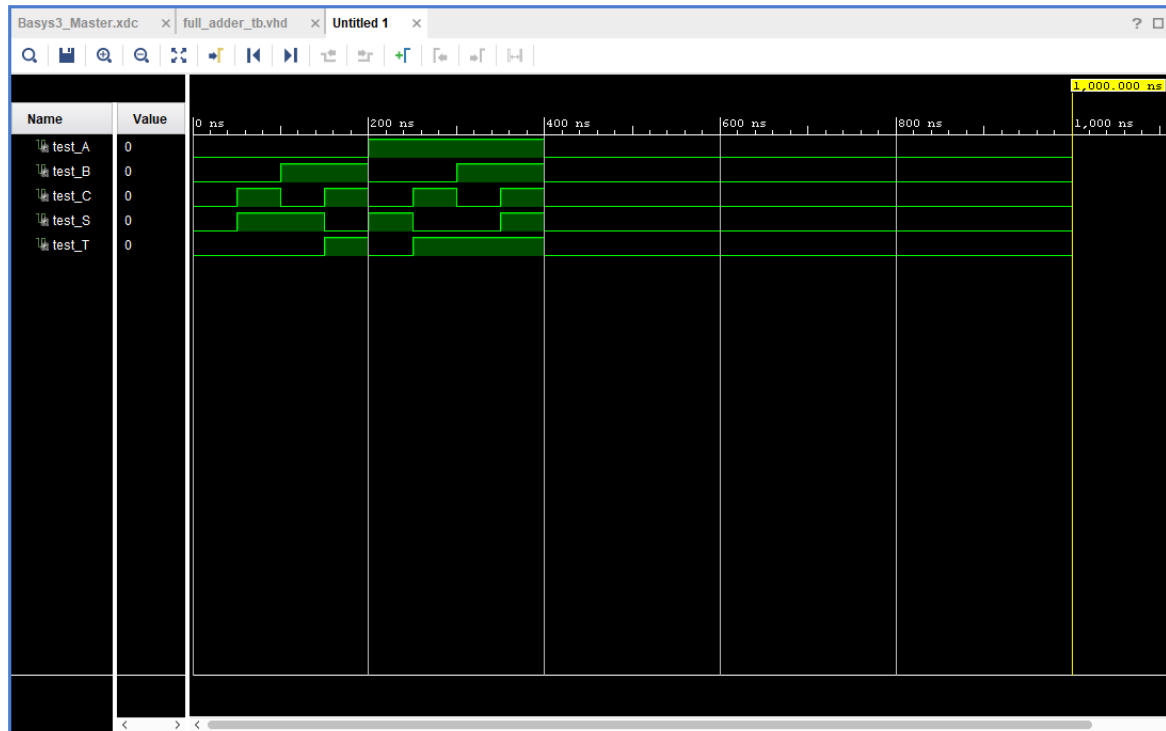 Basys3_Master.xdc × full_adder_tb.vhd × Untitled 1 × ?
1,000.000 ns
Name Value 0 ns 200 ns 400 ns 600 ns 800 ns 1,000 ns
test_A 0
test_B 0
test_C 0
test_S 0
test_T 0